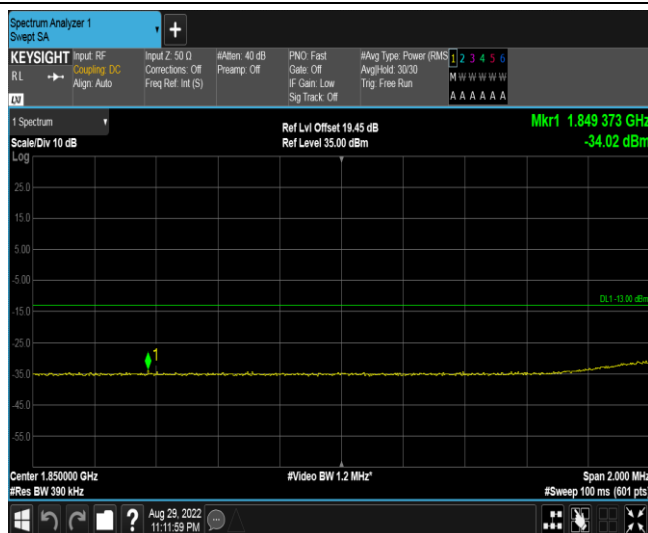 Spectrum Analyzer 1
Swept SA
+
KEYSIGHT Input: RF Input Z: 50 Ω #Atten: 40 dB PNO: Fast #Avg Type: Power (RMS 1 2 3 4 5 6
RL Coupling: DC Corrections: Off Preamp: Off Gate: Off Avg|Hold: 30/30 M W W W W W
Align: Auto Freq Ref: Int (S) IF Gain: Low Trig: Free Run
Sig Track: Off A A A A A A
LXI
1 Spectrum Ref Lvl Offset 19.45 dB Mkr1 1.849 373 GHz
Scale/Div 10 dB Ref Level 35.00 dBm -34.02 dBm
Log
25.0
15.0
5.00
-5.00
DL1 -13.00 dBm
-15.0
-25.0
1
-35.0
-45.0
-55.0
Center 1.850000 GHz #Video BW 1.2 MHz* Span 2.000 MHz
#Res BW 390 kHz #Sweep 100 ms (601 pts)
? Aug 29, 2022
11:11:59 PM